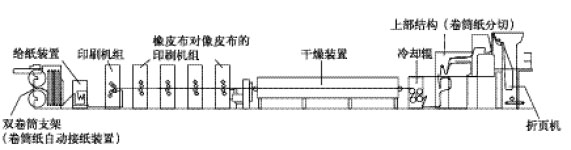 上部结构(卷筒纸分切)
橡皮布对像皮布的
印刷机组
给纸装置
印刷机组
干燥装置
冷却辊
双卷筒支架
(卷筒纸自动接纸装置)
折页机